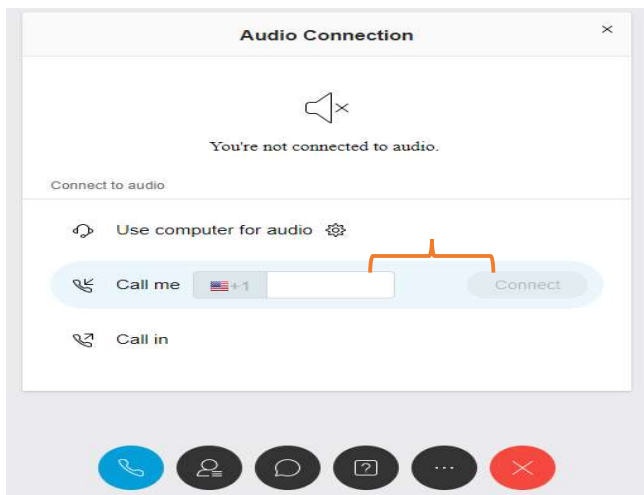 Audio Connection
You're not connected to audio.
Connect to audio
Use computer for audio
Call me +1 Connect
Call in